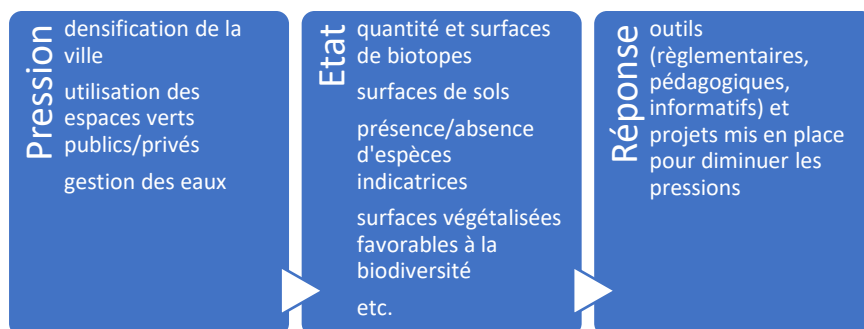 Pression
densification de la
ville
utilisation des
espaces verts
publics/privés
gestion des eaux
Etat
quantité et surfaces
de biotopes
surfaces de sols
présence/absence
d'espèces
indicatrices
surfaces végétalisées
favorables à la
biodiversité
etc.
Réponse
outils
(règlementaires,
pédagogiques,
informatifs) et
projets mis en place
pour diminuer les
pressions